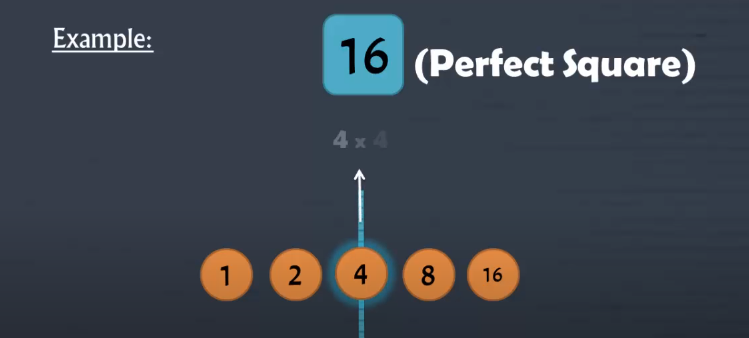 Example:
16 (Perfect Square)
4 x 4
1 2 4 8 16